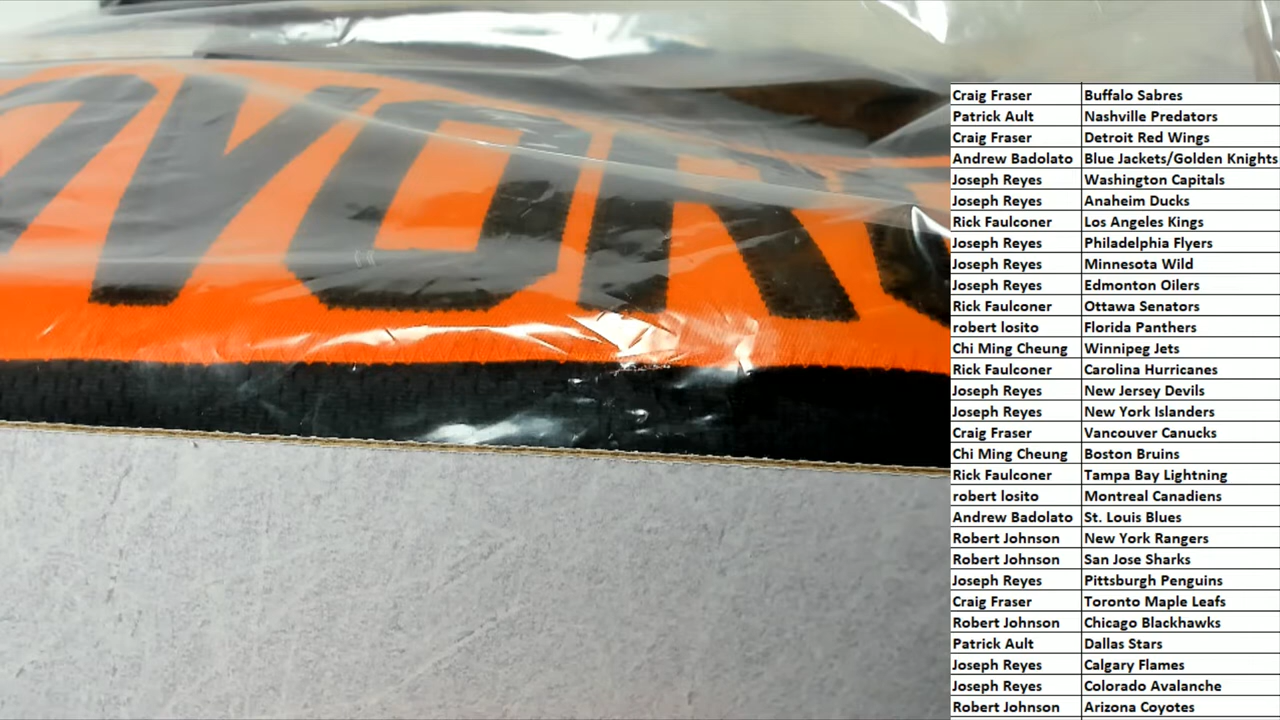 Craig Fraser Buffalo Sabres
Patrick Ault Nashville Predators
Craig Fraser Detroit Red Wings
Andrew Badolato Blue Jackets/Golden Knights
Joseph Reyes Washington Capitals
Joseph Reyes Anaheim Ducks
Rick Faulconer Los Angeles Kings
Joseph Reyes Philadelphia Flyers
Joseph Reyes Minnesota Wild
Joseph Reyes Edmonton Oilers
Rick Faulconer Ottawa Senators
robert losito Florida Panthers
Chi Ming Cheung Winnipeg Jets
Rick Faulconer Carolina Hurricanes
Joseph Reyes New Jersey Devils
Joseph Reyes New York Islanders
Craig Fraser Vancouver Canucks
Chi Ming Cheung Boston Bruins
Rick Faulconer Tampa Bay Lightning
robert losito Montreal Canadiens
Andrew Badolato St. Louis Blues
Robert Johnson New York Rangers
Robert Johnson San Jose Sharks
Joseph Reyes Pittsburgh Penguins
Craig Fraser Toronto Maple Leafs
Robert Johnson Chicago Blackhawks
Patrick Ault Dallas Stars
Joseph Reyes Calgary Flames
Joseph Reyes Colorado Avalanche
Robert Johnson Arizona Coyotes